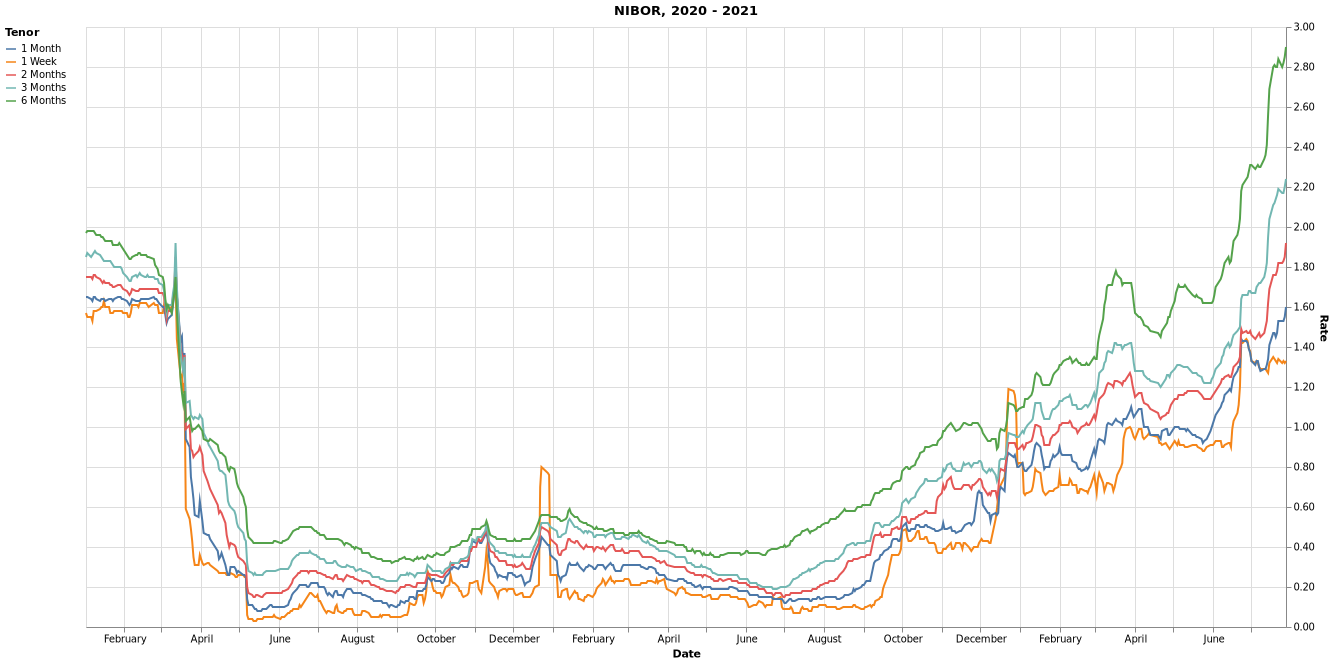 NIBOR, 2020 - 2021
Tenor
1 Month
1 Week
2 Months
3 Months
6 Months
3.00
2.80
2.60
2.40
2.20
2.00
1.80
1.60
1.40
1.20
1.00
0.80
0.60
0.40
0.20
0.00
Rate
February April June August October December February April June August October December February April June
Date